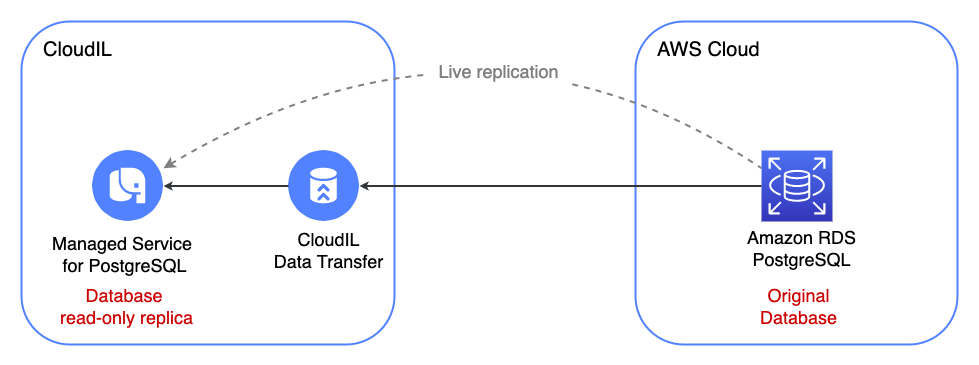 CloudIL
AWS Cloud
Live replication
Managed Service
for PostgreSQL
CloudIL
Data Transfer
Amazon RDS
PostgreSQL
Database
read-only replica
Original
Database